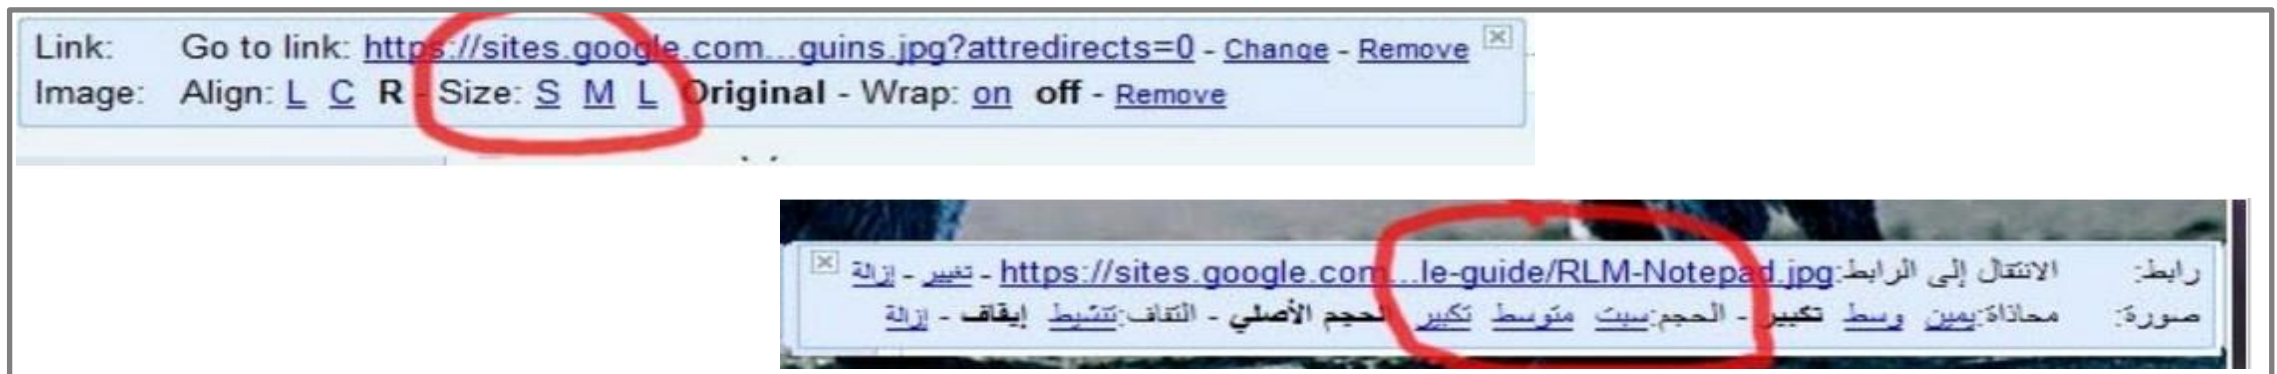 Link: Go to link: https://sites.google.com...guins.jpg?attredirects=0 - Change - Remove
Image: Align: L C R - Size: S M L Original - Wrap: on off - Remove
رابط: الانتقال إلى الرابط:https://sites.google.com...le-guide/RLM-Notepad.jpg - تغيير - إزالة
صورة: محاذاة:يمين وسط تكبير - الحجم:سبت متوسط تكبير الحجم الأصلي - التفاف:تنشيط إيقاف - إزالة